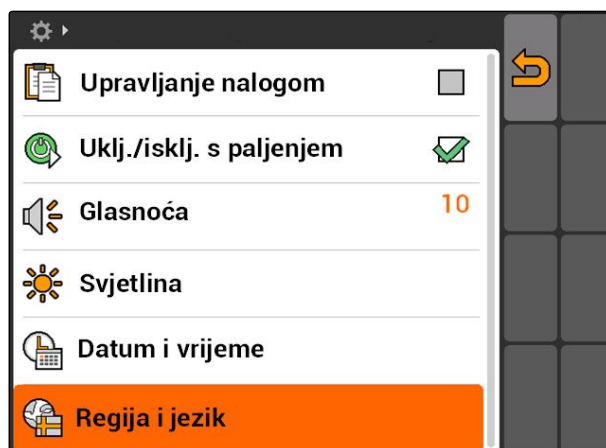 Upravljanje nalogom
Uklj./isklj. s paljenjem
Glasnoća 10
Svjetlina
Datum i vrijeme
Regija i jezik